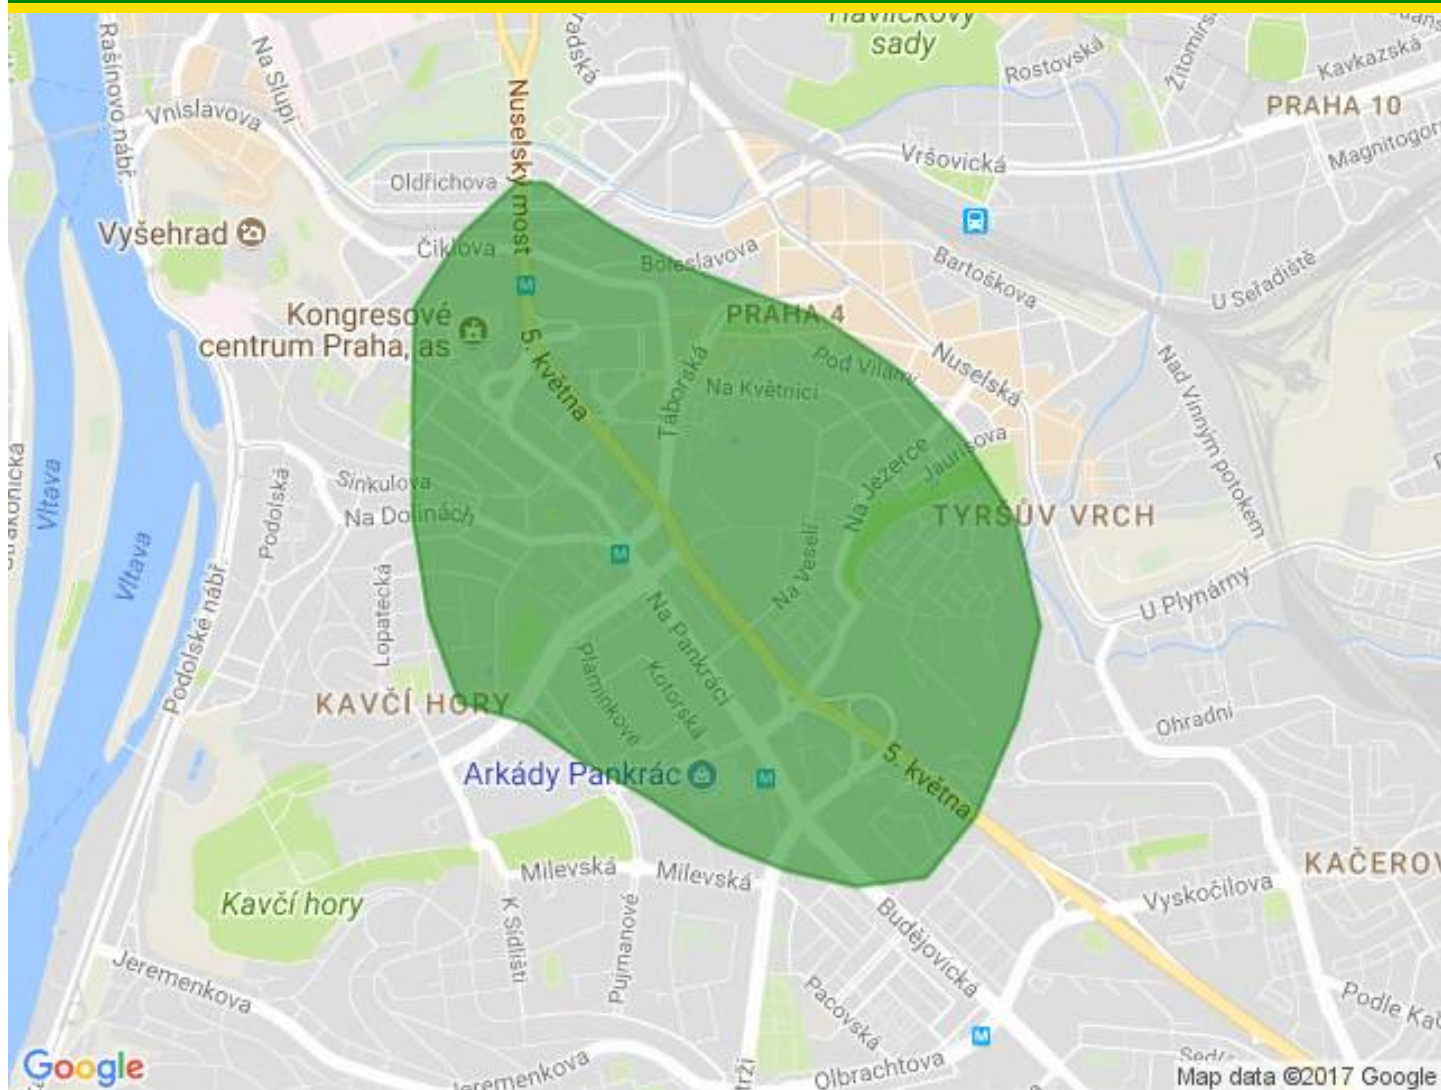 Havlíčkovy
sady
Rašínovo nábř.
Na Slupi
Rostovská
Žitomírs
Kavkazská
Vnislavova
PRAHA 10
Nuselský most
Vršovická
Magnitogors
Oldřichova
Vyšehrad
Čiklova
Boleslavova
Bartoškova
U Seřadiště
Kongresové
centrum Praha, as
PRAHA 4
5. května
Táborská
Pod Vilami
Nuselská
Na Květnici
Nad Vinným potokem
Strakonická
Vltava
Podolská
Sinkulova
Na Dolinách
Na Jezerce
Jaurisova
TYRŠŮV VRCH
Vltava
Lopatecká
Na Veselí
U Plynárny
Podolské nábř.
Na Pankráci
KAVČÍ HORY
Plamínkové
Kotorská
Ohradní
Arkády Pankrác
5. května
Milevská
Milevská
KAČEROV
Kavčí hory
Vyskočilova
K Sídlišti
Pujmanové
Budějovická
Jeremenkova
Pacovská
Podle Kač
Jeremenkova
Olbrachtova
Google
Map data ©2017 Google